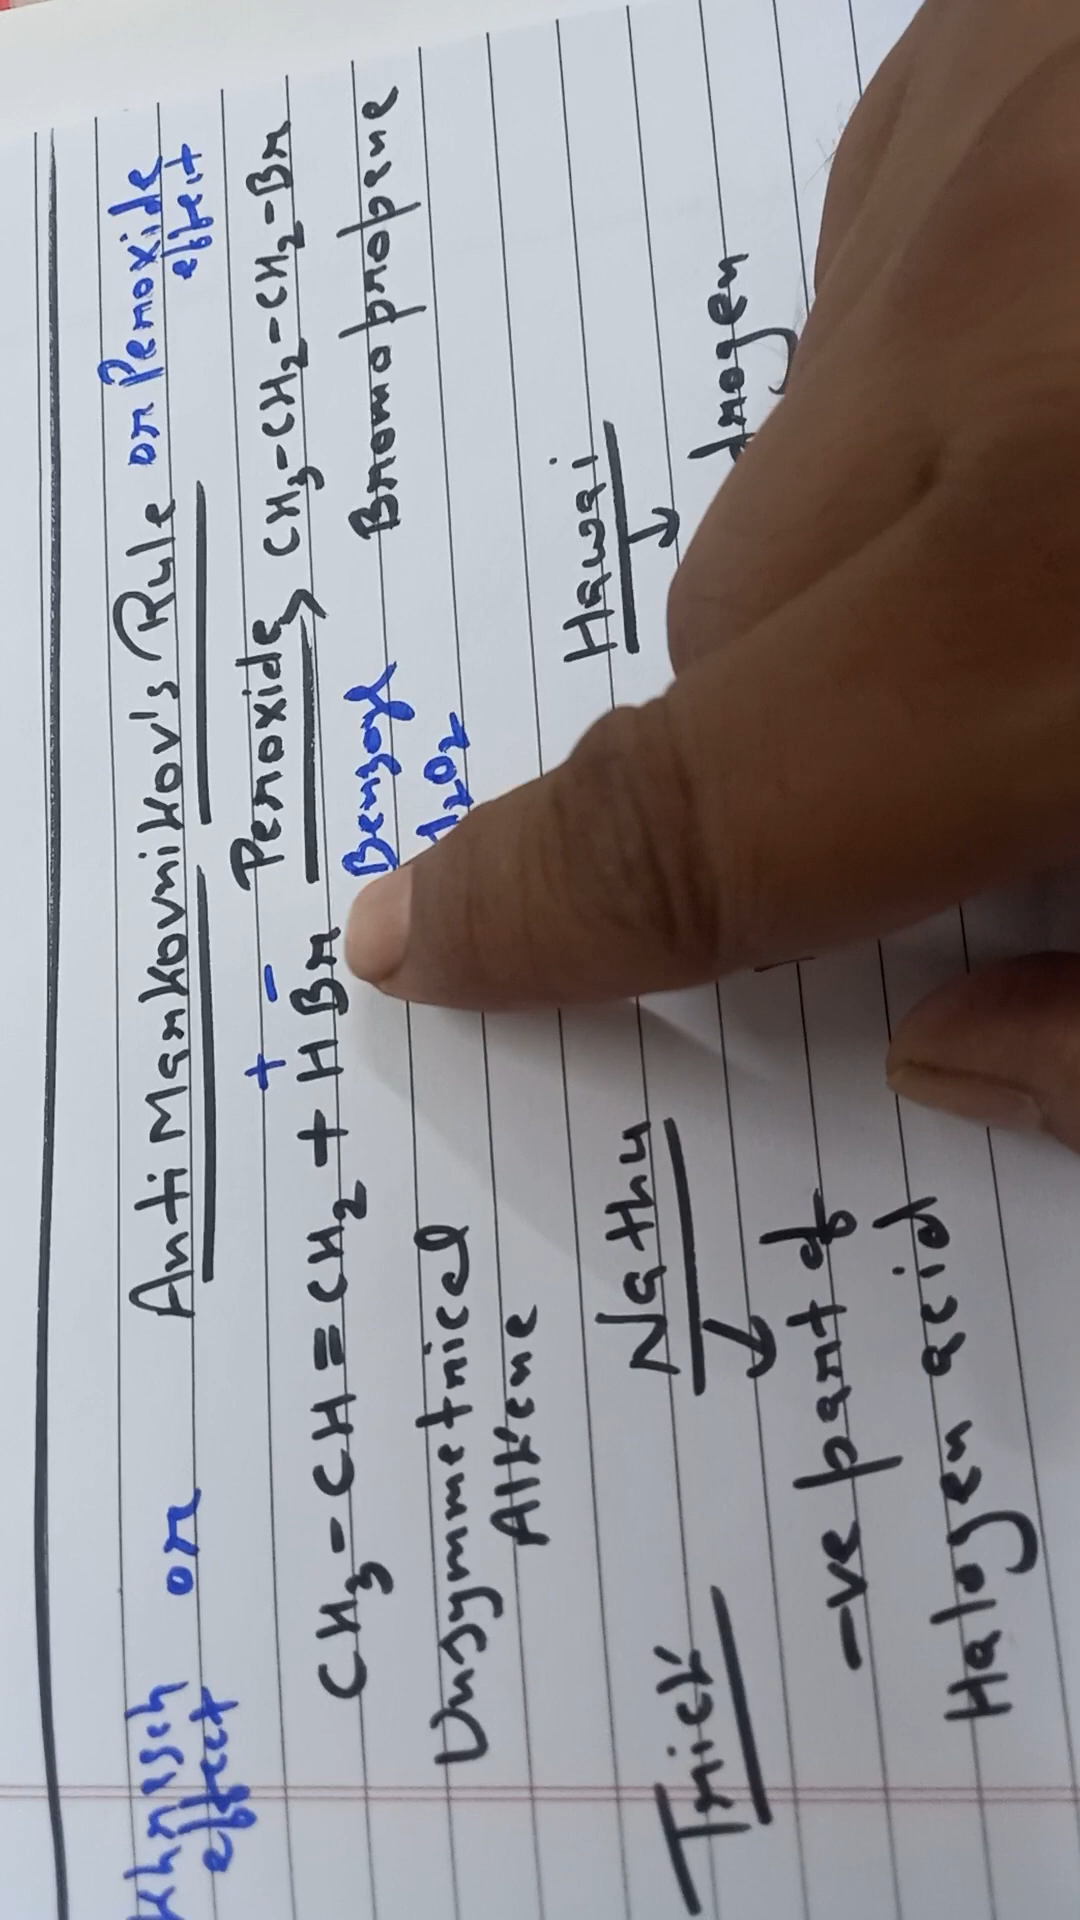 Khrisch or Anti Markovnikov's Rule or Peroxide
effect effect
+ - Peroxide
CH₃-CH=CH₂ + HBr → CH₃-CH₂-CH₂-Br
Unsymmetrical Benzoyl Bromopropene
Alkene
Trick Nathu Hawai
-ve part of
Halogen acid